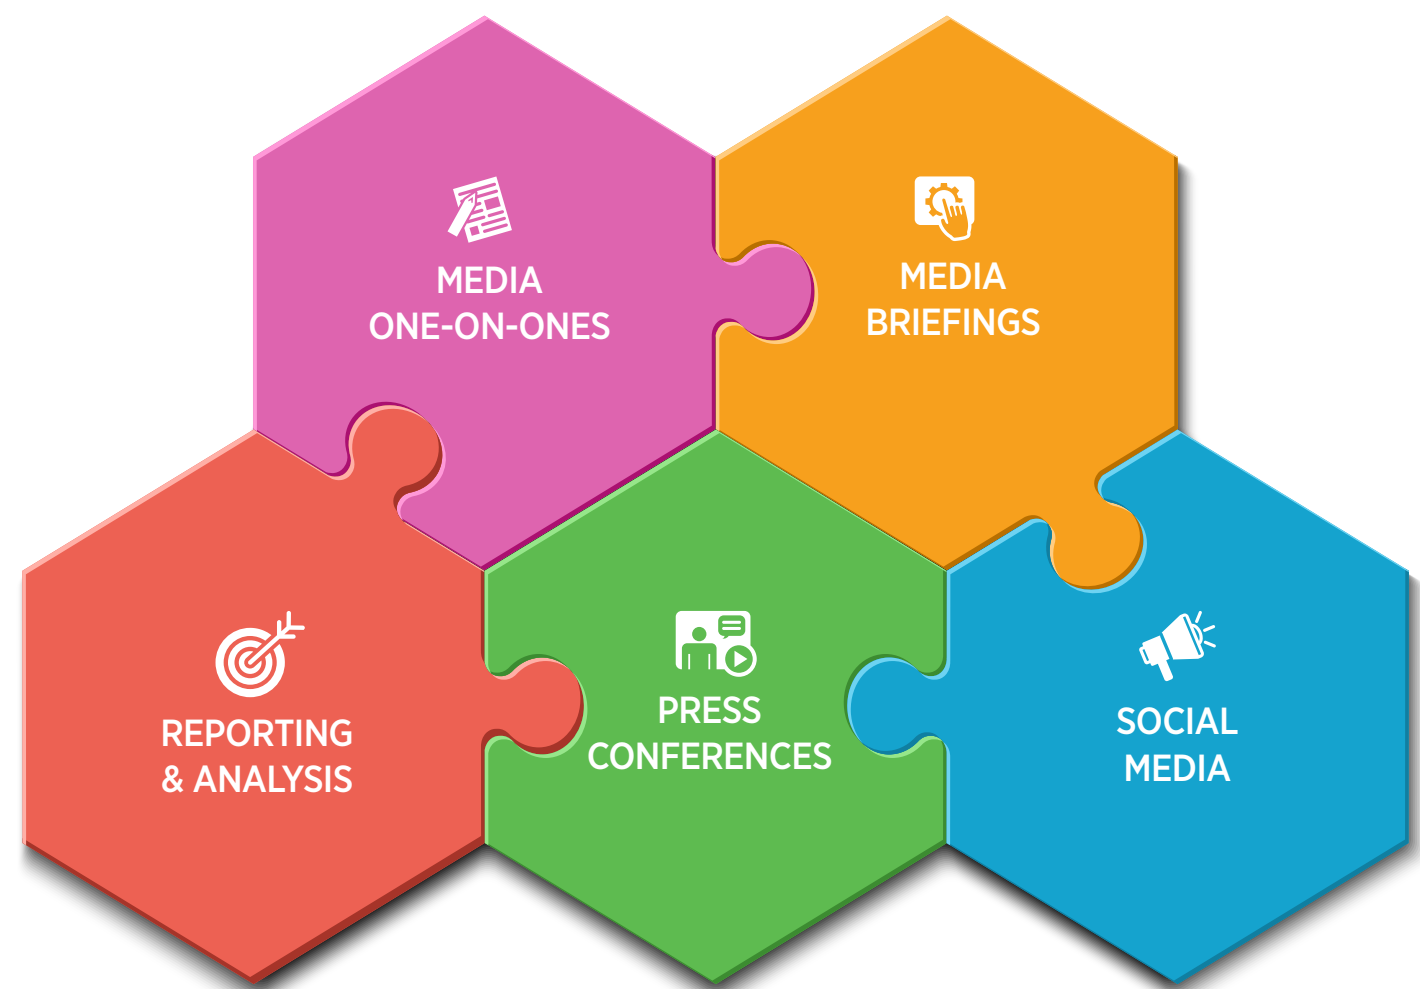 MEDIA
ONE-ON-ONES
MEDIA
BRIEFINGS
REPORTING
& ANALYSIS
PRESS
CONFERENCES
SOCIAL
MEDIA